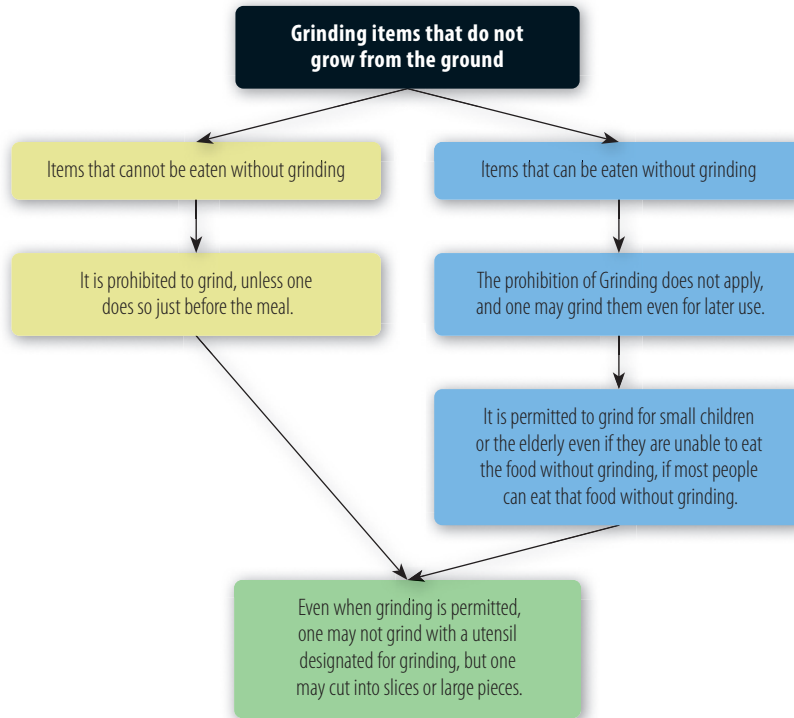 Grinding items that do not
grow from the ground
Items that cannot be eaten without grinding
Items that can be eaten without grinding
It is prohibited to grind, unless one
does so just before the meal.
The prohibition of Grinding does not apply,
and one may grind them even for later use.
It is permitted to grind for small children
or the elderly even if they are unable to eat
the food without grinding, if most people
can eat that food without grinding.
Even when grinding is permitted,
one may not grind with a utensil
designated for grinding, but one
may cut into slices or large pieces.